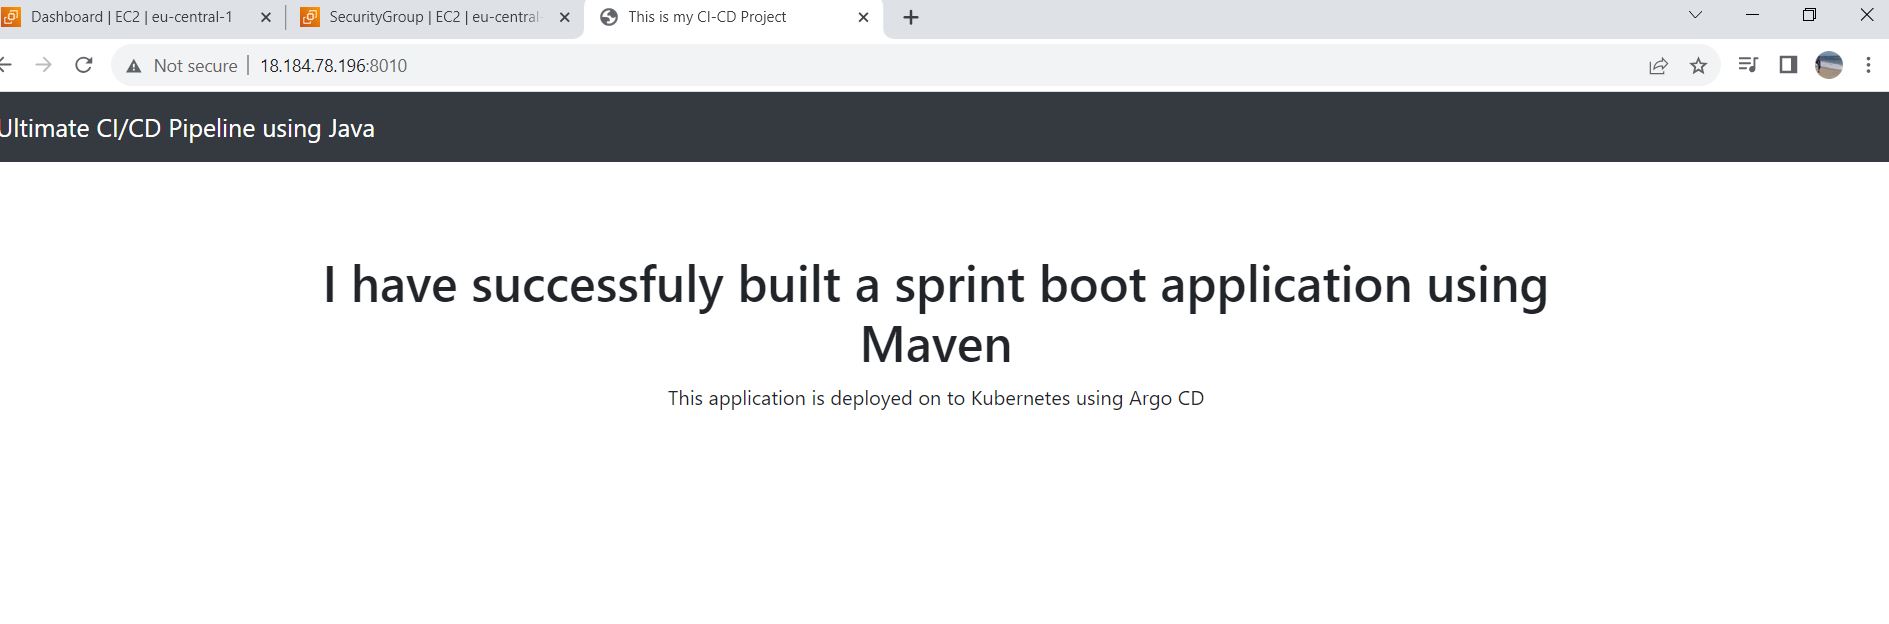 Dashboard | EC2 | eu-central-1
SecurityGroup | EC2 | eu-central-
This is my CI-CD Project
Not secure | 18.184.78.196:8010
Ultimate CI/CD Pipeline using Java
I have successfuly built a sprint boot application using
Maven
This application is deployed on to Kubernetes using Argo CD